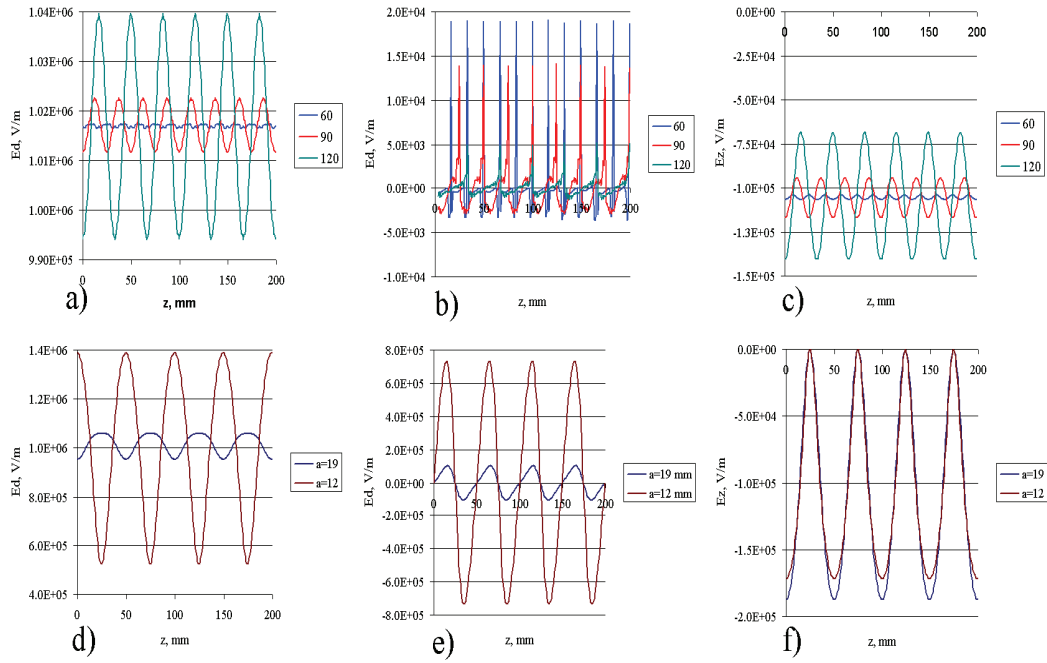 1.04E+06
1.03E+06
1.02E+06
1.01E+06
1.00E+06
9.90E+05
Ed, V/m
0 50 100 150 200
z, mm
60
90
120
a)
2.0E+04
1.5E+04
1.0E+04
5.0E+03
0.0E+00
-5.0E+03
-1.0E+04
Ed, V/m
0 50 100 150 200
z, mm
60
90
120
b)
0.0E+00
-2.5E+04
-5.0E+04
-7.5E+04
-1.0E+05
-1.3E+05
-1.5E+05
Ez, V/m
0 50 100 150 200
z, mm
60
90
120
c)
1.4E+06
1.2E+06
1.0E+06
8.0E+05
6.0E+05
4.0E+05
Ed, V/m
0 50 100 150 200
z, mm
a=19
a=12
d)
8.0E+05
6.0E+05
4.0E+05
2.0E+05
0.0E+00
-2.0E+05
-4.0E+05
-6.0E+05
-8.0E+05
Ed, V/m
0 50 100 150 200
z, mm
a=19 mm
a=12 mm
e)
0.0E+00
-5.0E+04
-1.0E+05
-1.5E+05
-2.0E+05
Ez, V/m
0 50 100 150 200
z, mm
a=19
a=12
f)